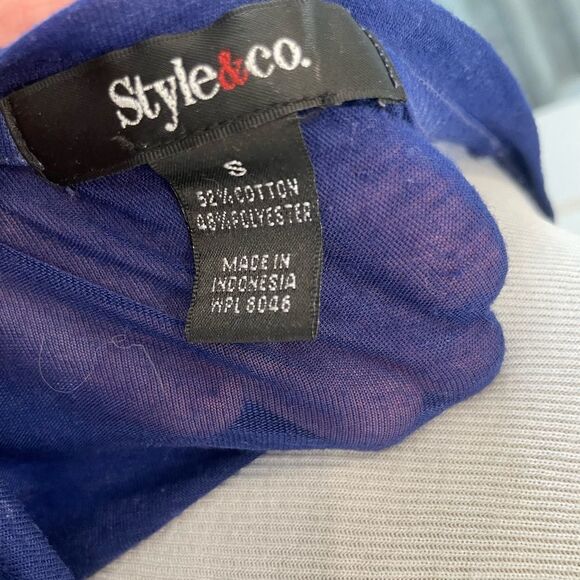 Style&co.
S
52% COTTON
48% POLYESTER
MADE IN
INDONESIA
WPL 8046